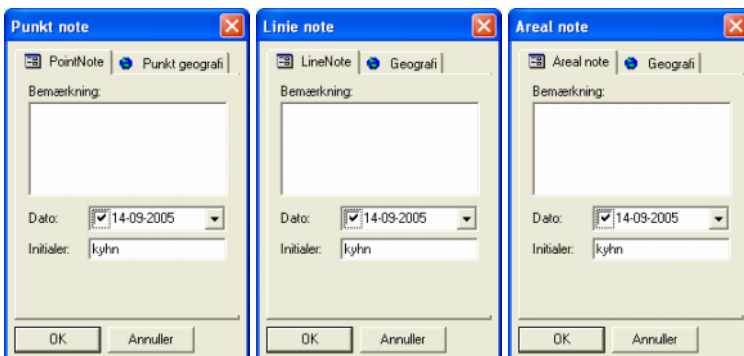 Punkt note
PointNote Punkt geografi
Bemærkning:
Dato: 14-09-2005
Initialer: kyhn
OK Annuller
Linie note
LineNote Geografi
Bemærkning:
Dato: 14-09-2005
Initialer: kyhn
OK Annuller
Areal note
Areal note Geografi
Bemærkning:
Dato: 14-09-2005
Initialer: kyhn
OK Annuller